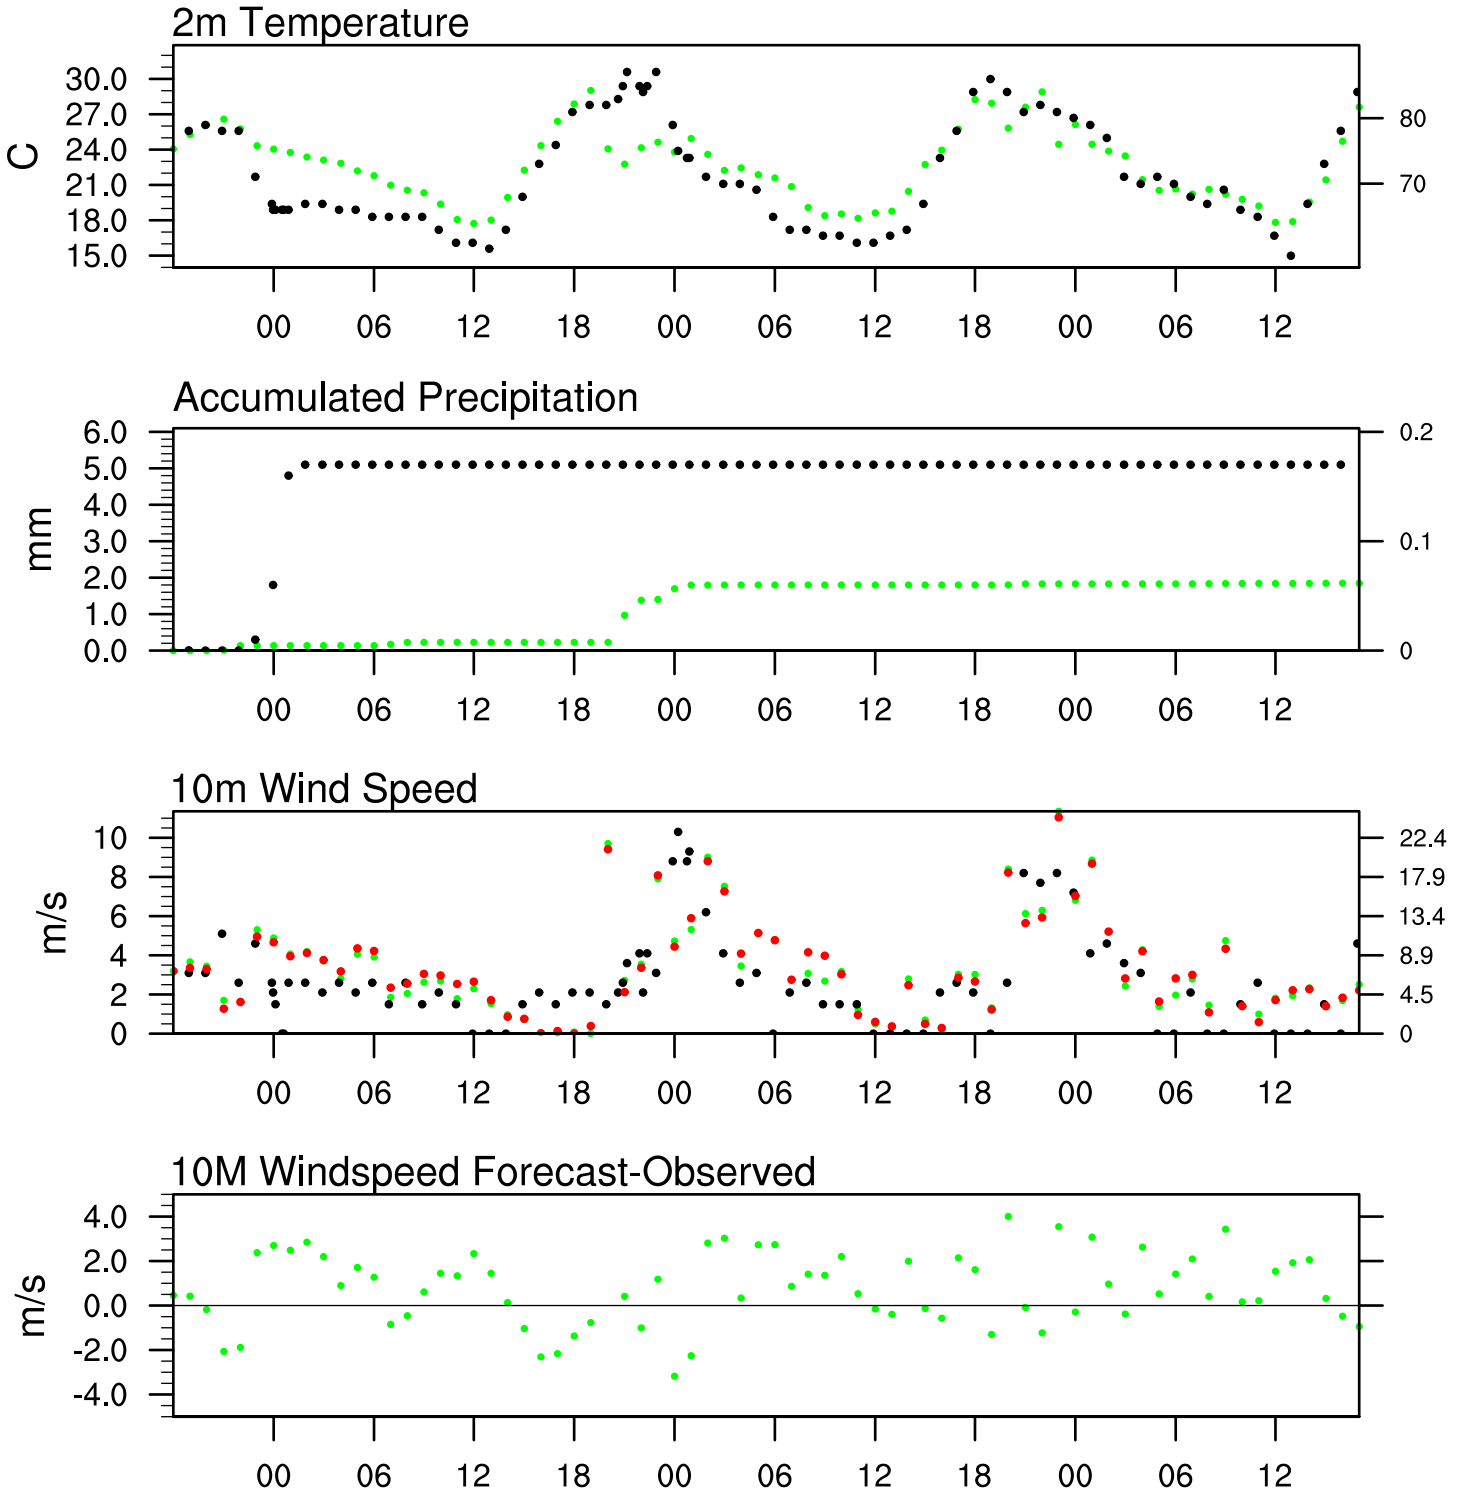 2m Temperature
30.0
27.0
24.0
21.0
18.0
15.0
C
80
70
00 06 12 18 00 06 12 18 00 06 12
Accumulated Precipitation
6.0
5.0
4.0
3.0
2.0
1.0
0.0
mm
0.2
0.1
0
00 06 12 18 00 06 12 18 00 06 12
10m Wind Speed
10
8
6
4
2
0
m/s
22.4
17.9
13.4
8.9
4.5
0
00 06 12 18 00 06 12 18 00 06 12
10M Windspeed Forecast-Observed
4.0
2.0
0.0
-2.0
-4.0
m/s
00 06 12 18 00 06 12 18 00 06 12